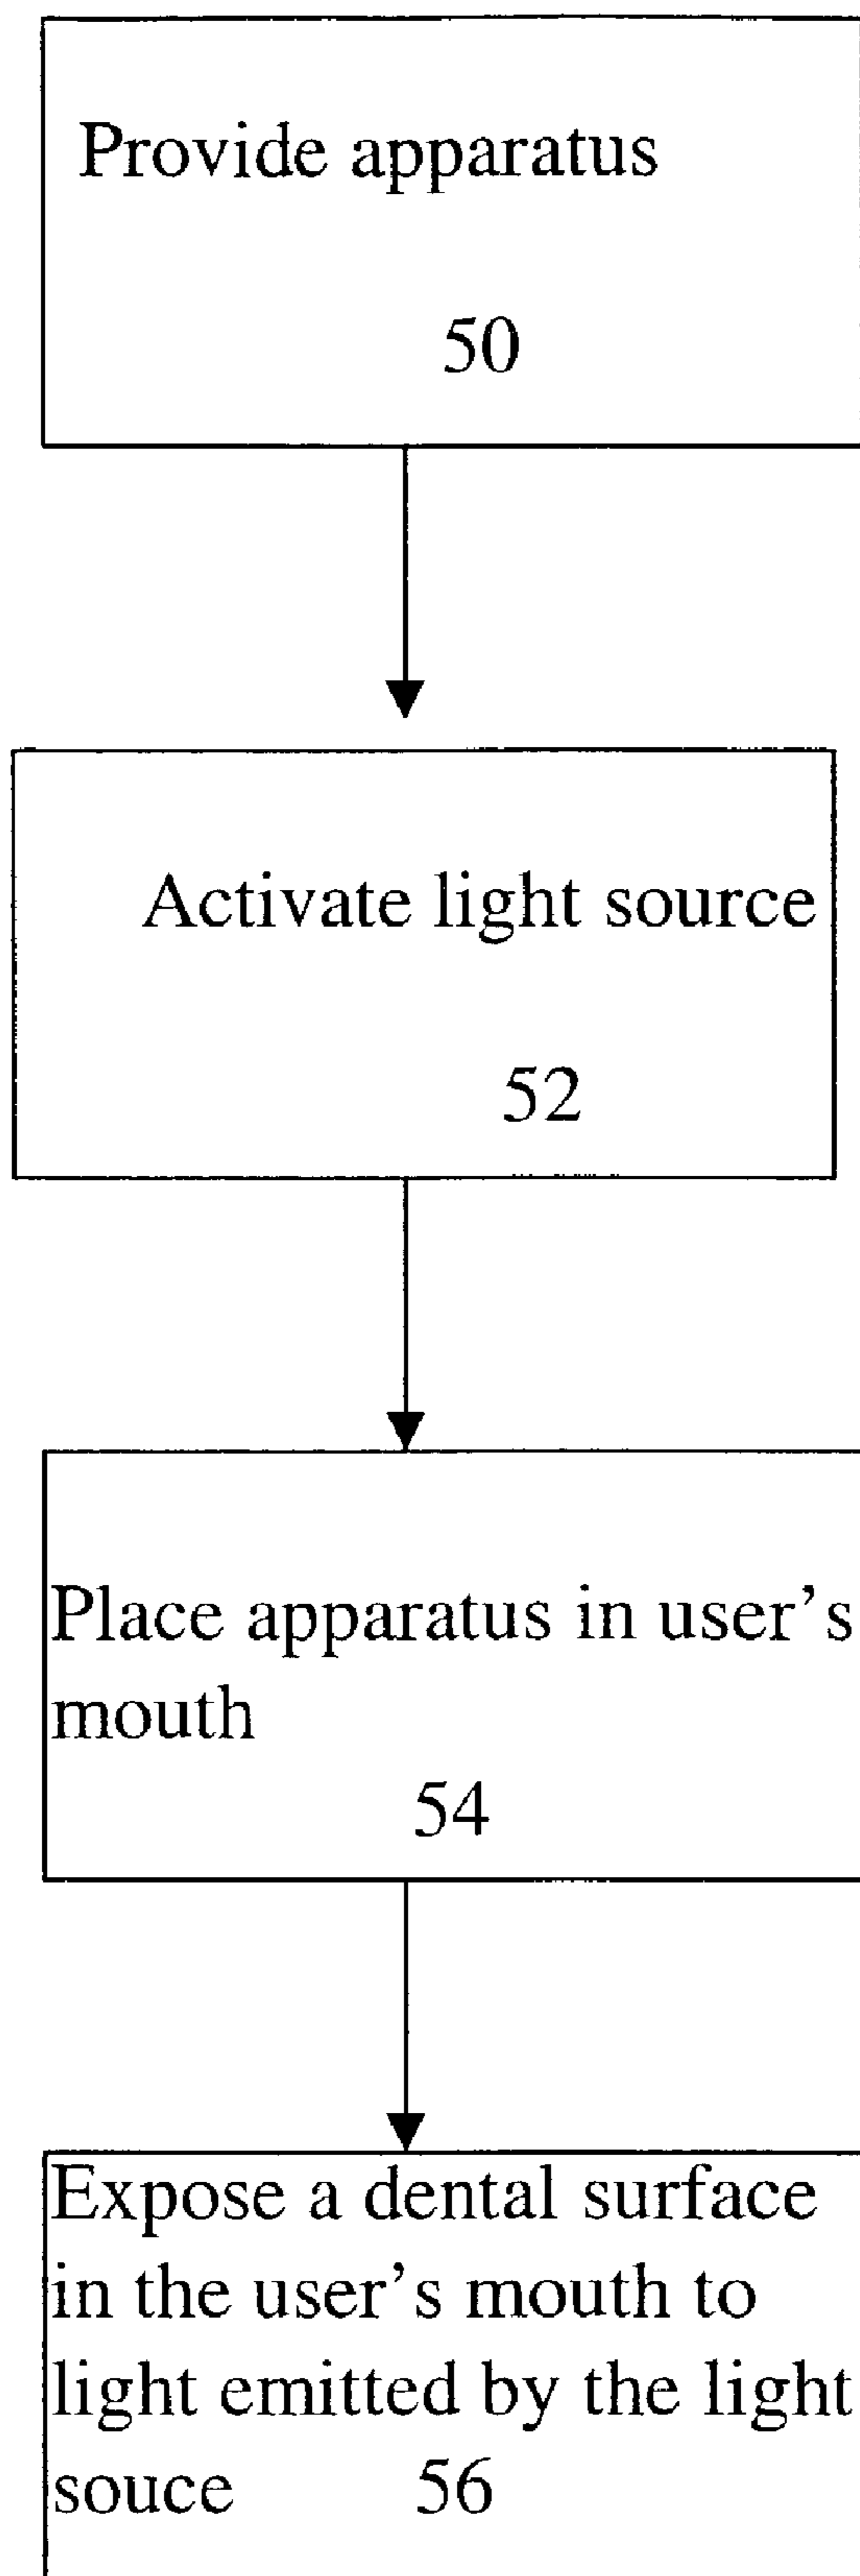 Provide apparatus
50
Activate light source
52
Place apparatus in user's
mouth
54
Expose a dental surface
in the user's mouth to
light emitted by the light
souce 56